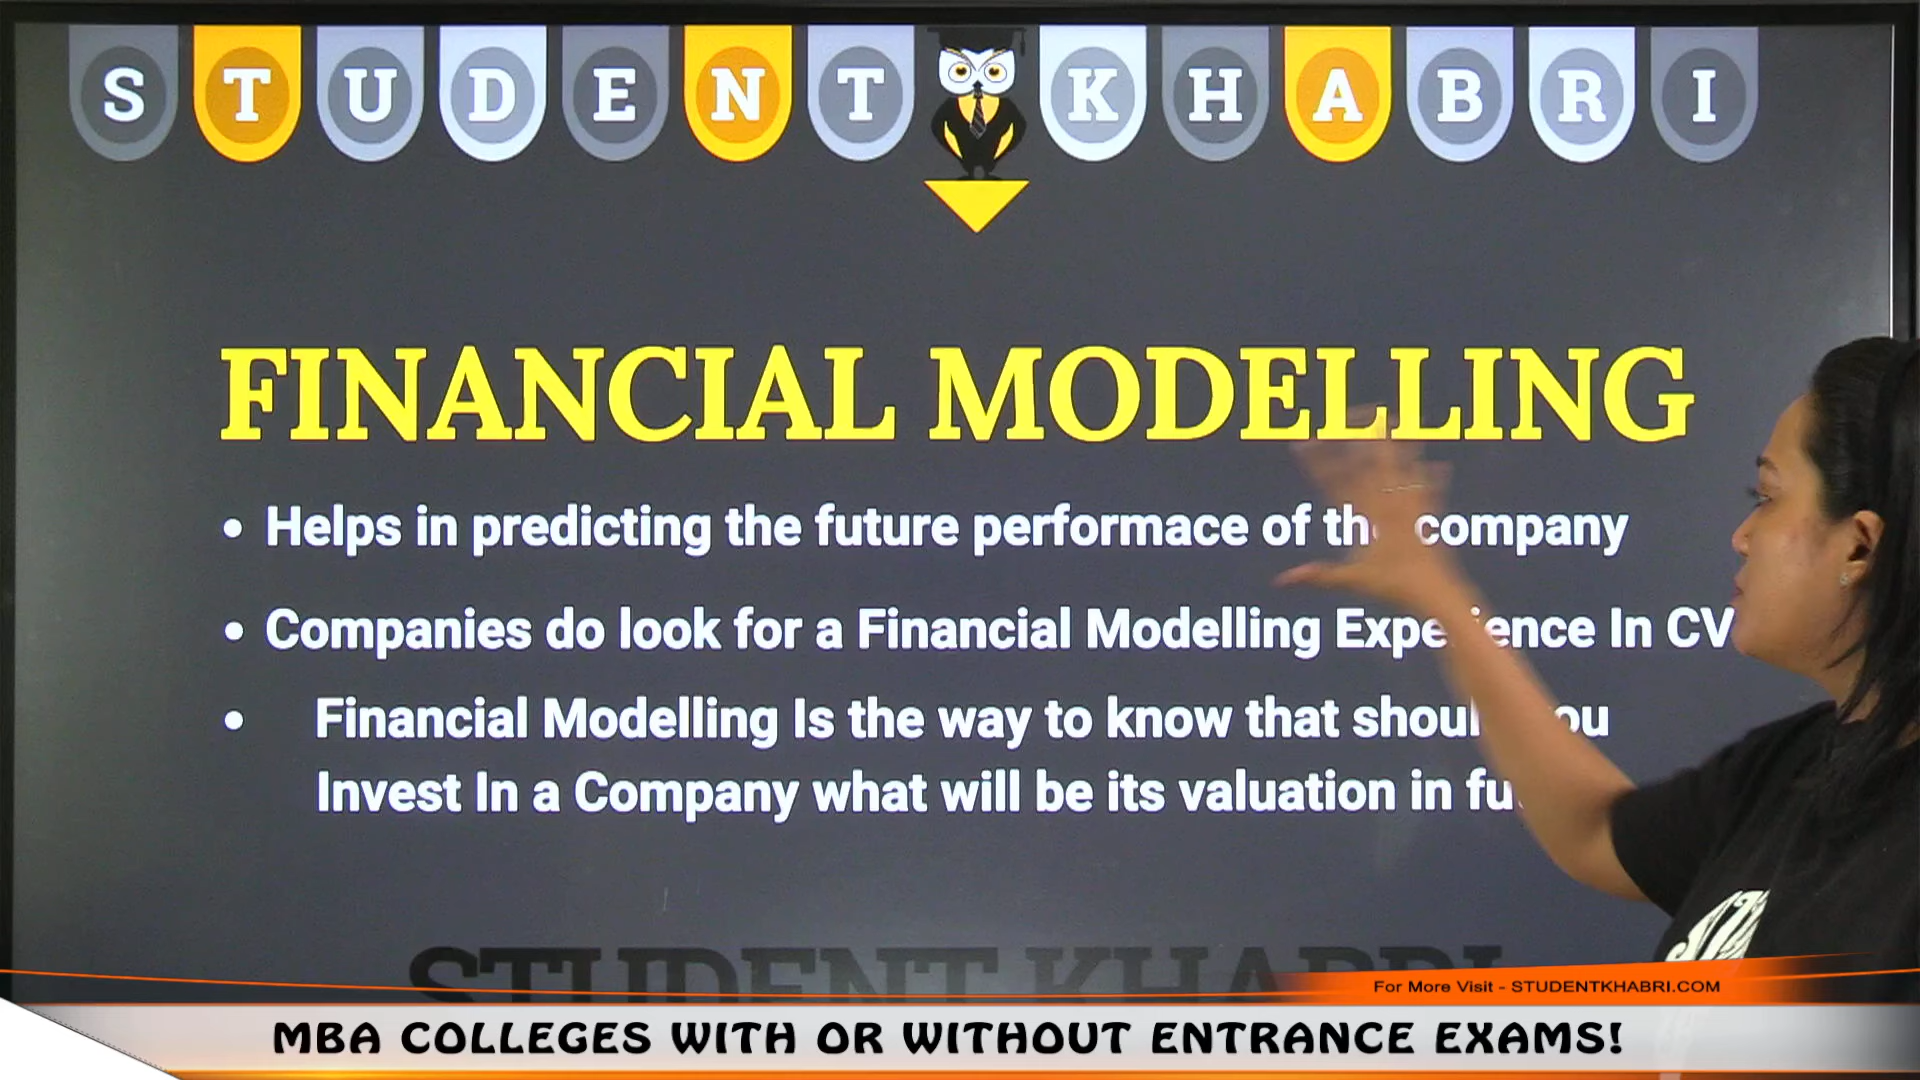 STUDENT KHABRI
FINANCIAL MODELLING
• Helps in predicting the future performace of the company
• Companies do look for a Financial Modelling Experience In CV
• Financial Modelling Is the way to know that should you
Invest In a Company what will be its valuation in
STUDENT KHABRI
For More Visit - STUDENTKHABRI.COM
MBA COLLEGES WITH OR WITHOUT ENTRANCE EXAMS!